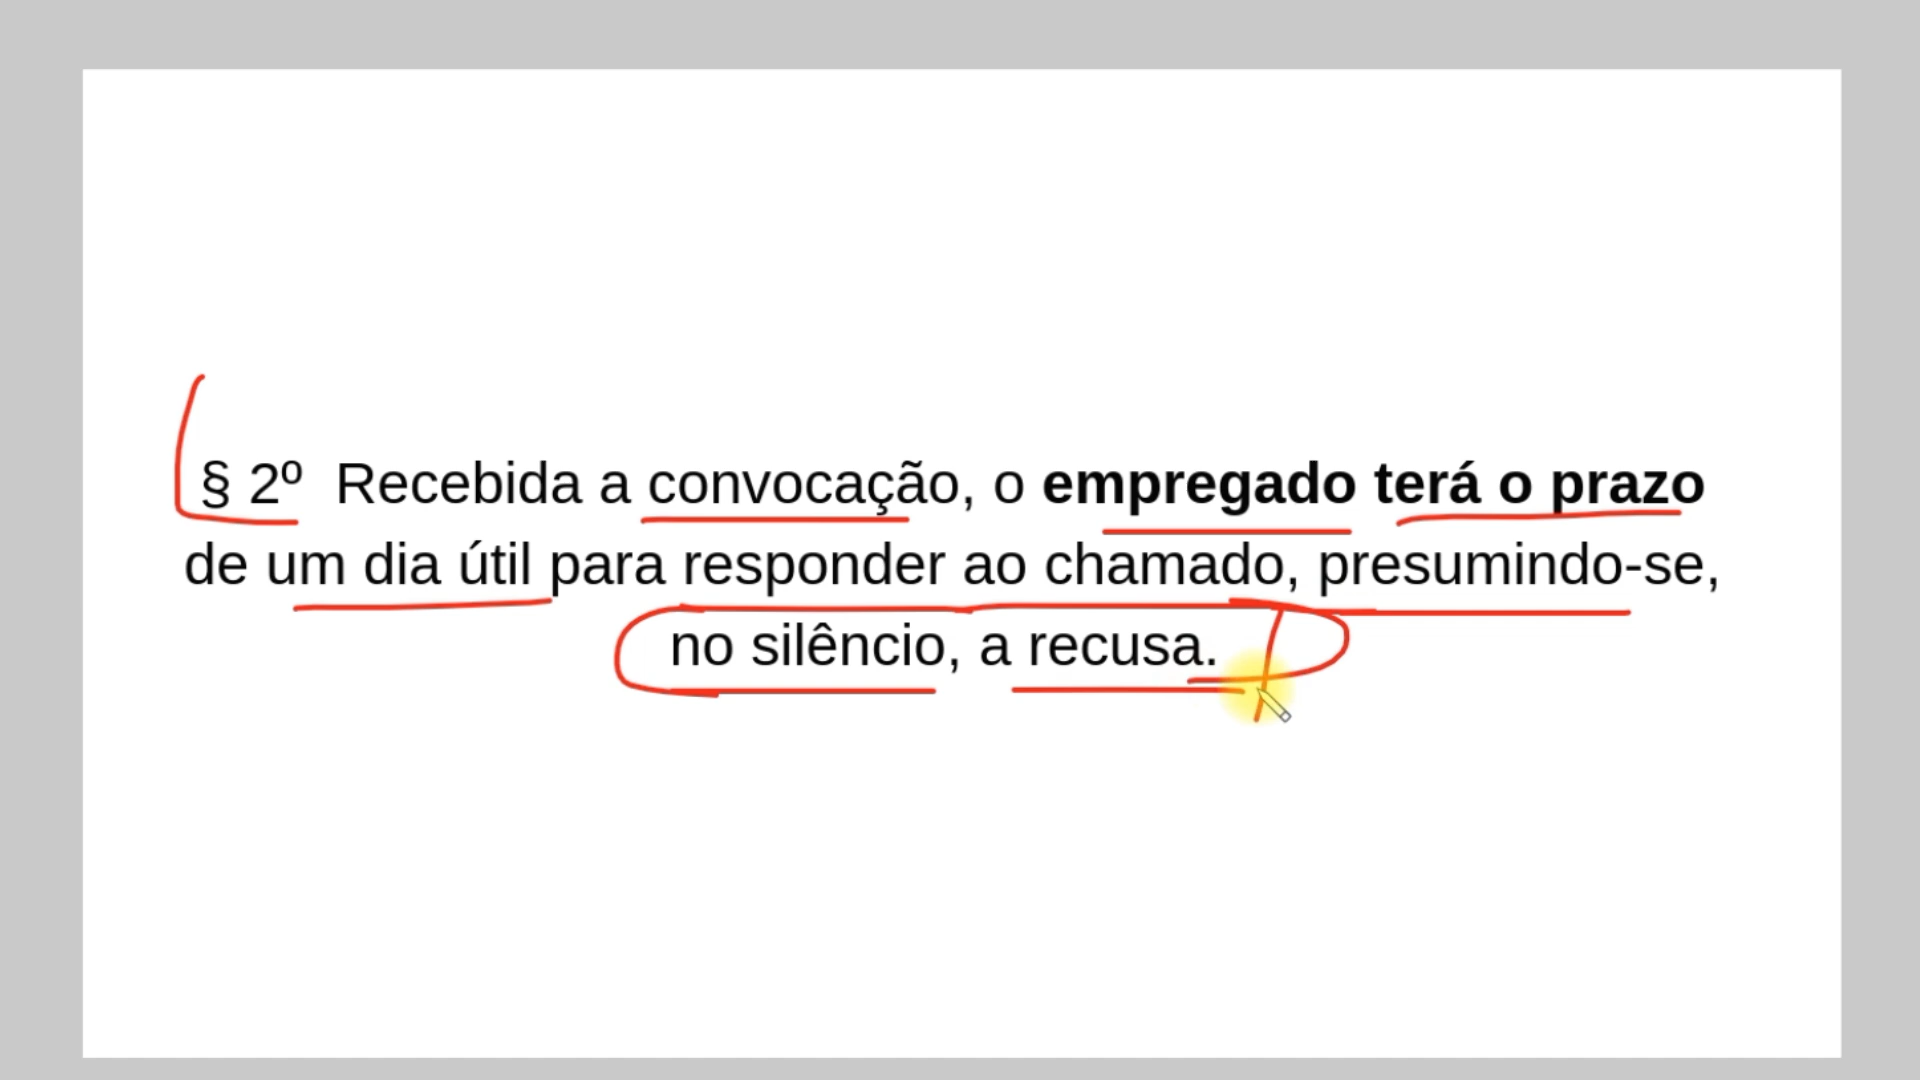 § 2º  Recebida a convocação, o empregado terá o prazo
de um dia útil para responder ao chamado, presumindo-se,
no silêncio, a recusa.